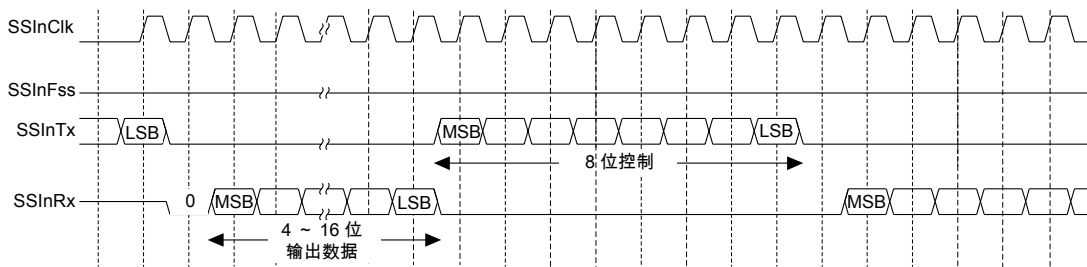 SSInClk
SSInFss
SSInTx
LSB
MSB
LSB
8 位控制
SSInRx
0
MSB
LSB
MSB
4 ~ 16 位
输出数据